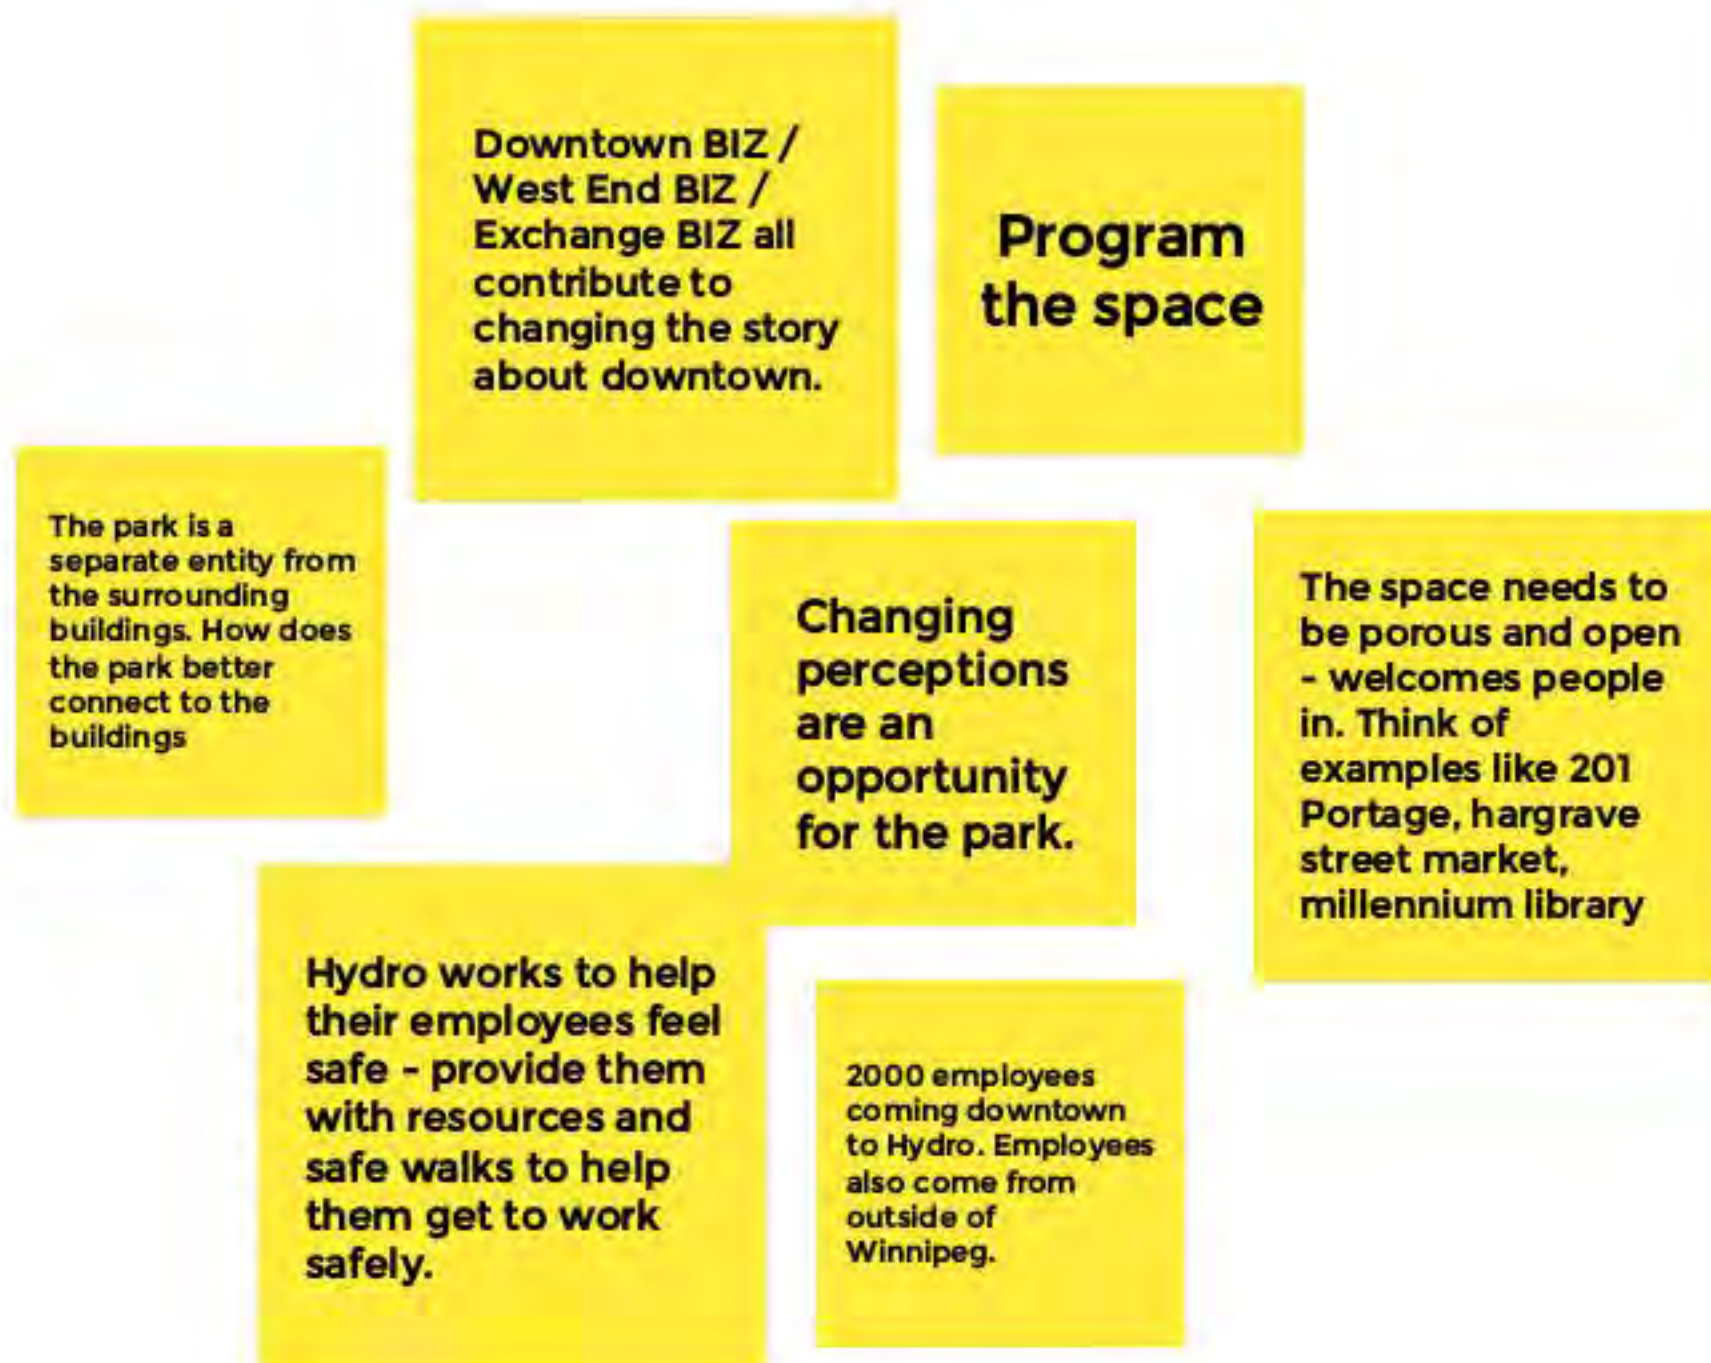 Downtown BIZ /
West End BIZ /
Exchange BIZ all
contribute to
changing the story
about downtown.
Program
the space
The park is a
separate entity from
the surrounding
buildings. How does
the park better
connect to the
buildings
Changing
perceptions
are an
opportunity
for the park.
The space needs to
be porous and open
- welcomes people
in. Think of
examples like 201
Portage, hargrave
street market,
millennium library
Hydro works to help
their employees feel
safe - provide them
with resources and
safe walks to help
them get to work
safely.
2000 employees
coming downtown
to Hydro. Employees
also come from
outside of
Winnipeg.